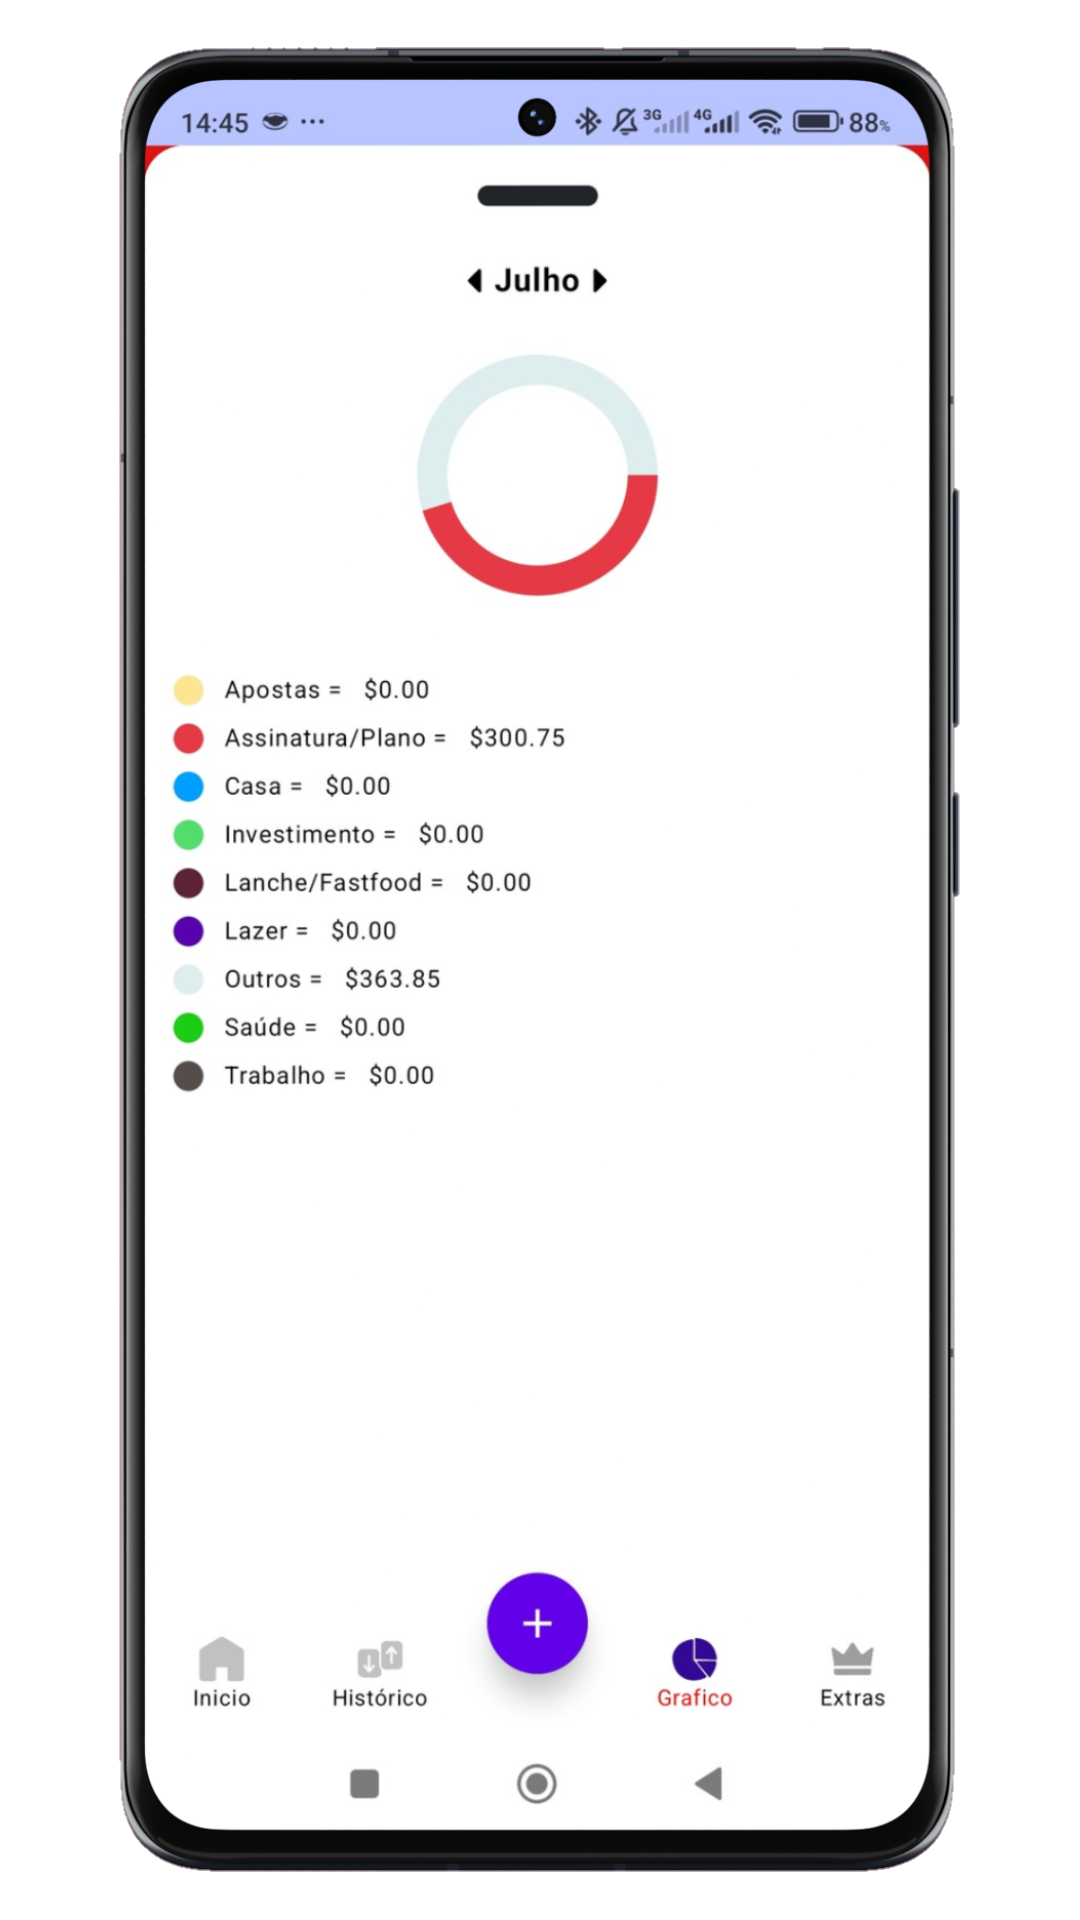 14:45 ... 3G 4G 88%
Julho
Apostas = $0.00
Assinatura/Plano = $300.75
Casa = $0.00
Investimento = $0.00
Lanche/Fastfood = $0.00
Lazer = $0.00
Outros = $363.85
Saúde = $0.00
Trabalho = $0.00
+
Inicio Histórico Grafico Extras